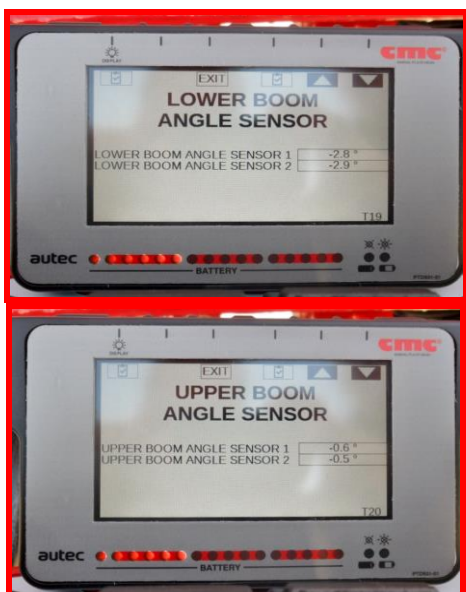 DISPLAY
cmc
EXIT
LOWER BOOM
ANGLE SENSOR
LOWER BOOM ANGLE SENSOR 1 -2.8 °
LOWER BOOM ANGLE SENSOR 2 -2.9 °
T19
autec
BATTERY
DISPLAY
cmc
EXIT
UPPER BOOM
ANGLE SENSOR
UPPER BOOM ANGLE SENSOR 1 -0.6 °
UPPER BOOM ANGLE SENSOR 2 -0.5 °
T20
autec
BATTERY